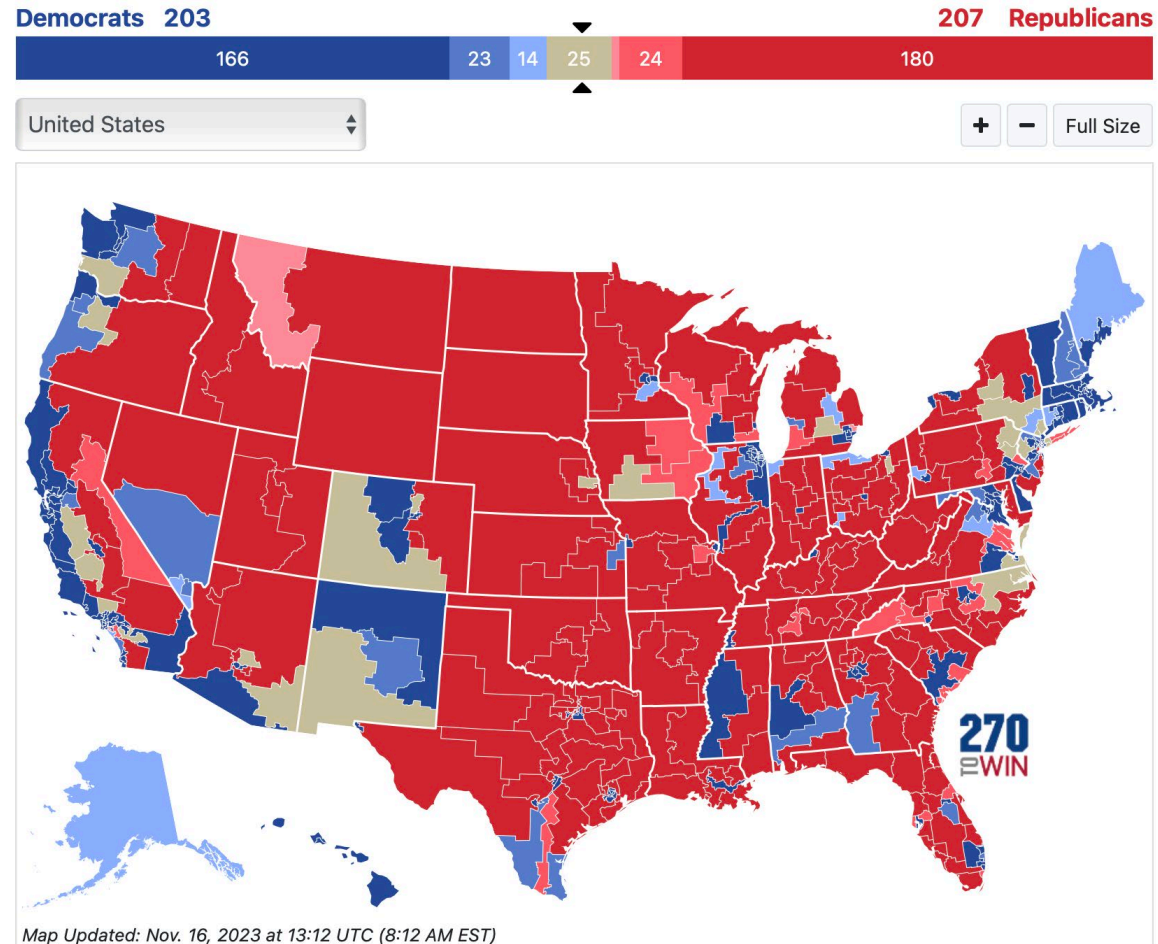 Democrats 203
207 Republicans
166 23 14 25 24 180
United States
+ − Full Size
270
TO WIN
Map Updated: Nov. 16, 2023 at 13:12 UTC (8:12 AM EST)